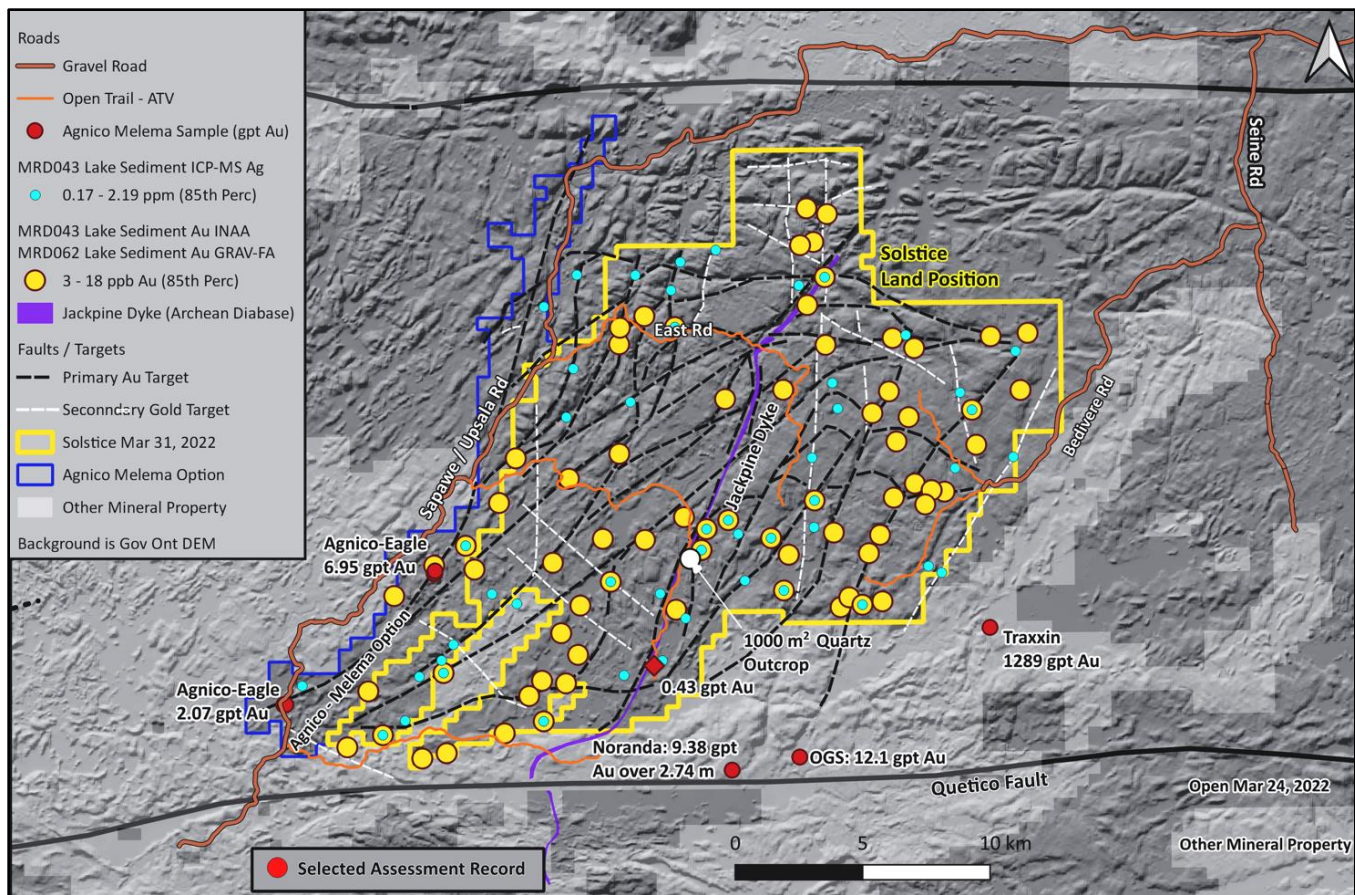 Roads
Gravel Road
Open Trail - ATV
Agnico Melema Sample (gpt Au)
MRD043 Lake Sediment ICP-MS Ag
0.17 - 2.19 ppm (85th Perc)
MRD043 Lake Sediment Au INAA
MRD062 Lake Sediment Au GRAV-FA
3 - 18 ppb Au (85th Perc)
Jackpine Dyke (Archean Diabase)
Faults / Targets
Primary Au Target
Seconndary Gold Target
Solstice Mar 31, 2022
Agnico Melema Option
Other Mineral Property
Background is Gov Ont DEM
Seine Rd
Solstice
Land Position
East Rd
Sapawe / Upsala Rd
Bedivere Rd
Jackpine Dyke
Agnico-Eagle
6.95 gpt Au
Agnico - Melema Option
Agnico-Eagle
2.07 gpt Au
1000 m² Quartz
Outcrop
0.43 gpt Au
Traxxin
1289 gpt Au
Noranda: 9.38 gpt
Au over 2.74 m
OGS: 12.1 gpt Au
Quetico Fault
Open Mar 24, 2022
Other Mineral Property
0 10 km
Selected Assessment Record